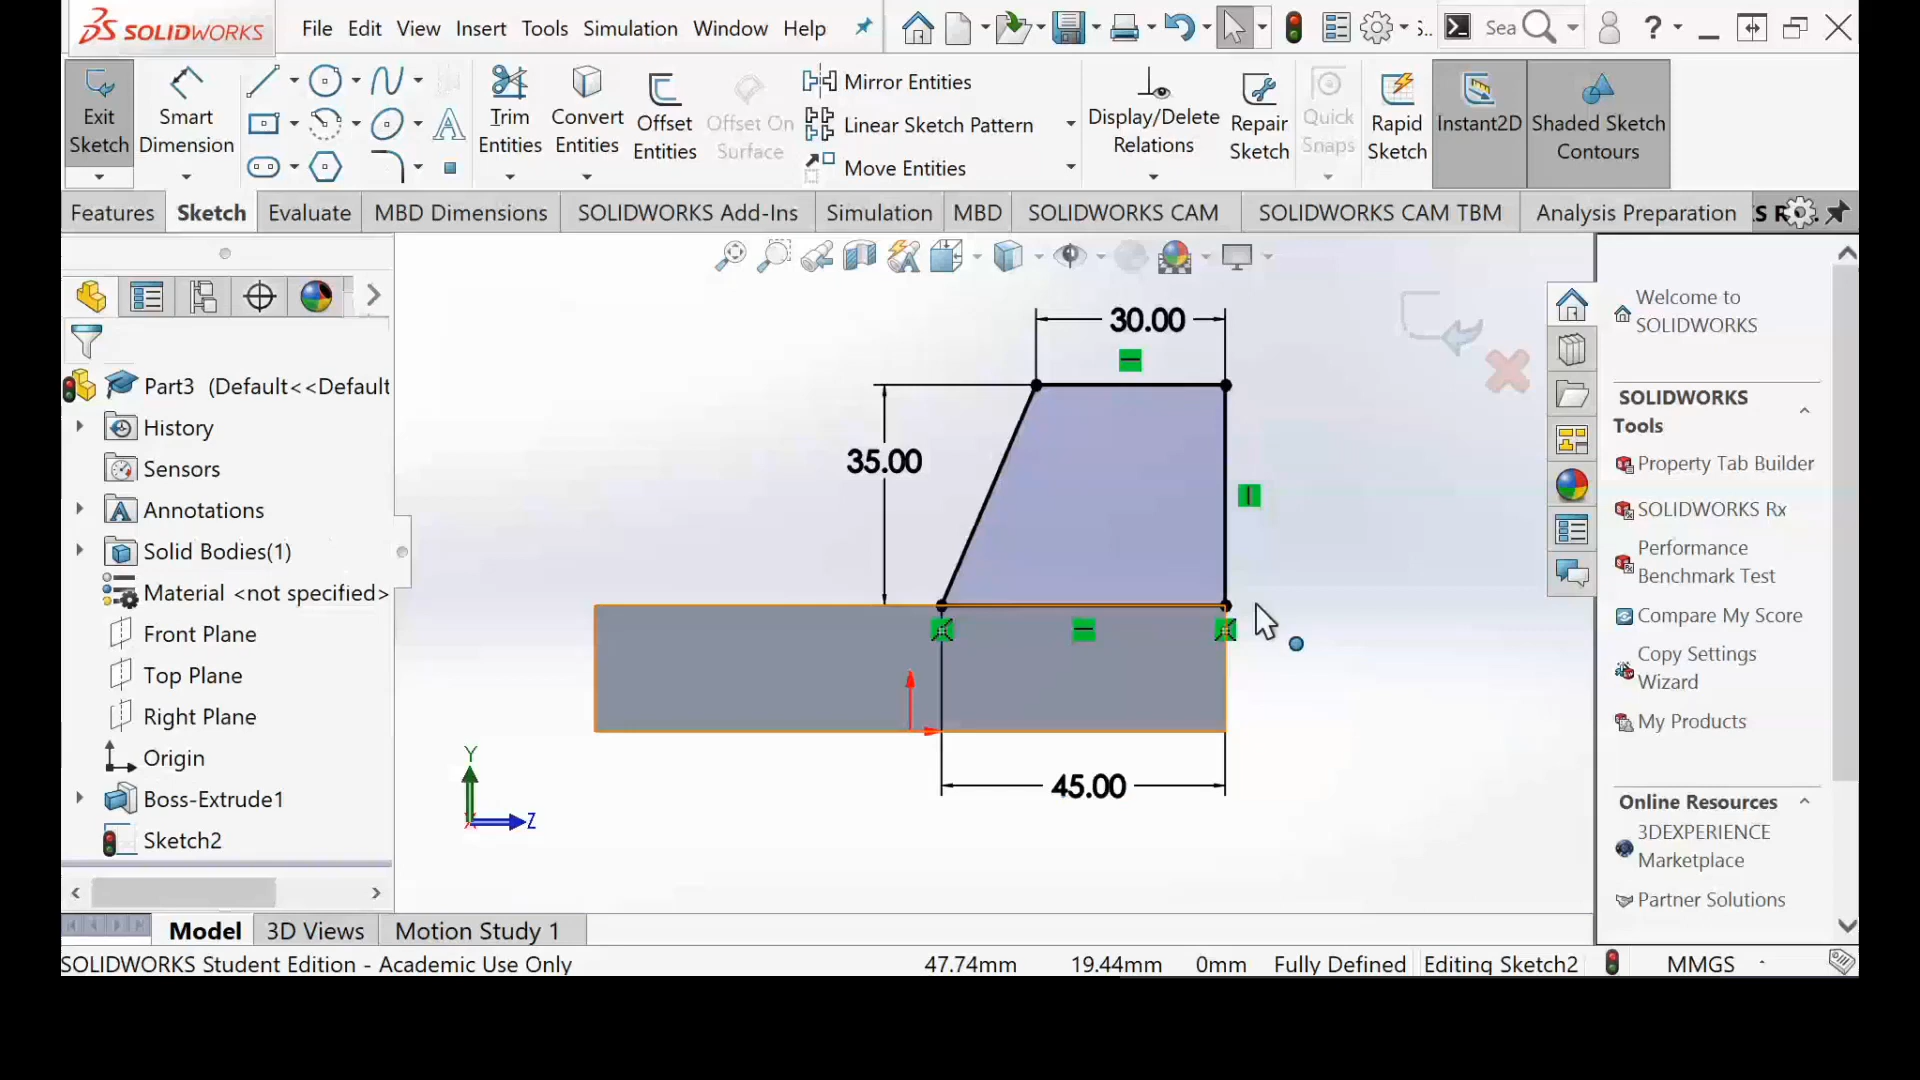 SOLIDWORKS
File Edit View Insert Tools Simulation Window Help
S..
Sea
?
Exit Sketch
Smart Dimension
Trim Entities
Convert Entities
Offset Entities
Offset On Surface
Mirror Entities
Linear Sketch Pattern
Move Entities
Display/Delete Relations
Repair Sketch
Quick Snaps
Rapid Sketch
Instant2D
Shaded Sketch Contours
Features Sketch Evaluate MBD Dimensions SOLIDWORKS Add-Ins Simulation MBD SOLIDWORKS CAM SOLIDWORKS CAM TBM Analysis Preparation
Part3 (Default<<Default
History
Sensors
Annotations
Solid Bodies(1)
Material <not specified>
Front Plane
Top Plane
Right Plane
Origin
Boss-Extrude1
Sketch2
30.00
35.00
45.00
Y
Z
Welcome to
SOLIDWORKS
SOLIDWORKS
Tools
Property Tab Builder
SOLIDWORKS Rx
Performance
Benchmark Test
Compare My Score
Copy Settings
Wizard
My Products
Online Resources
3DEXPERIENCE
Marketplace
Partner Solutions
Model 3D Views Motion Study 1
SOLIDWORKS Student Edition - Academic Use Only 47.74mm 19.44mm 0mm Fully Defined Editing Sketch2 MMGS